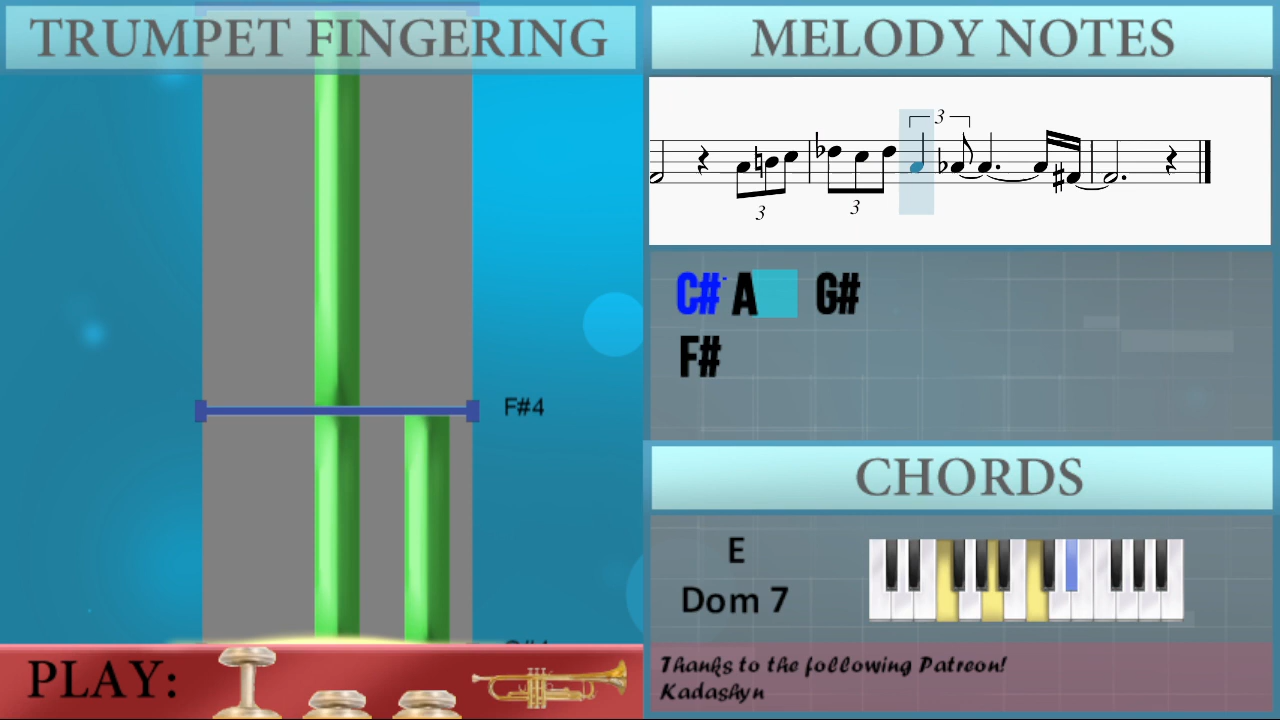 TRUMPET FINGERING
MELODY NOTES
3
3
3
C# A G#
F#
F#4
CHORDS
E
Dom 7
PLAY:
Thanks to the following Patreon!
Kadashyn